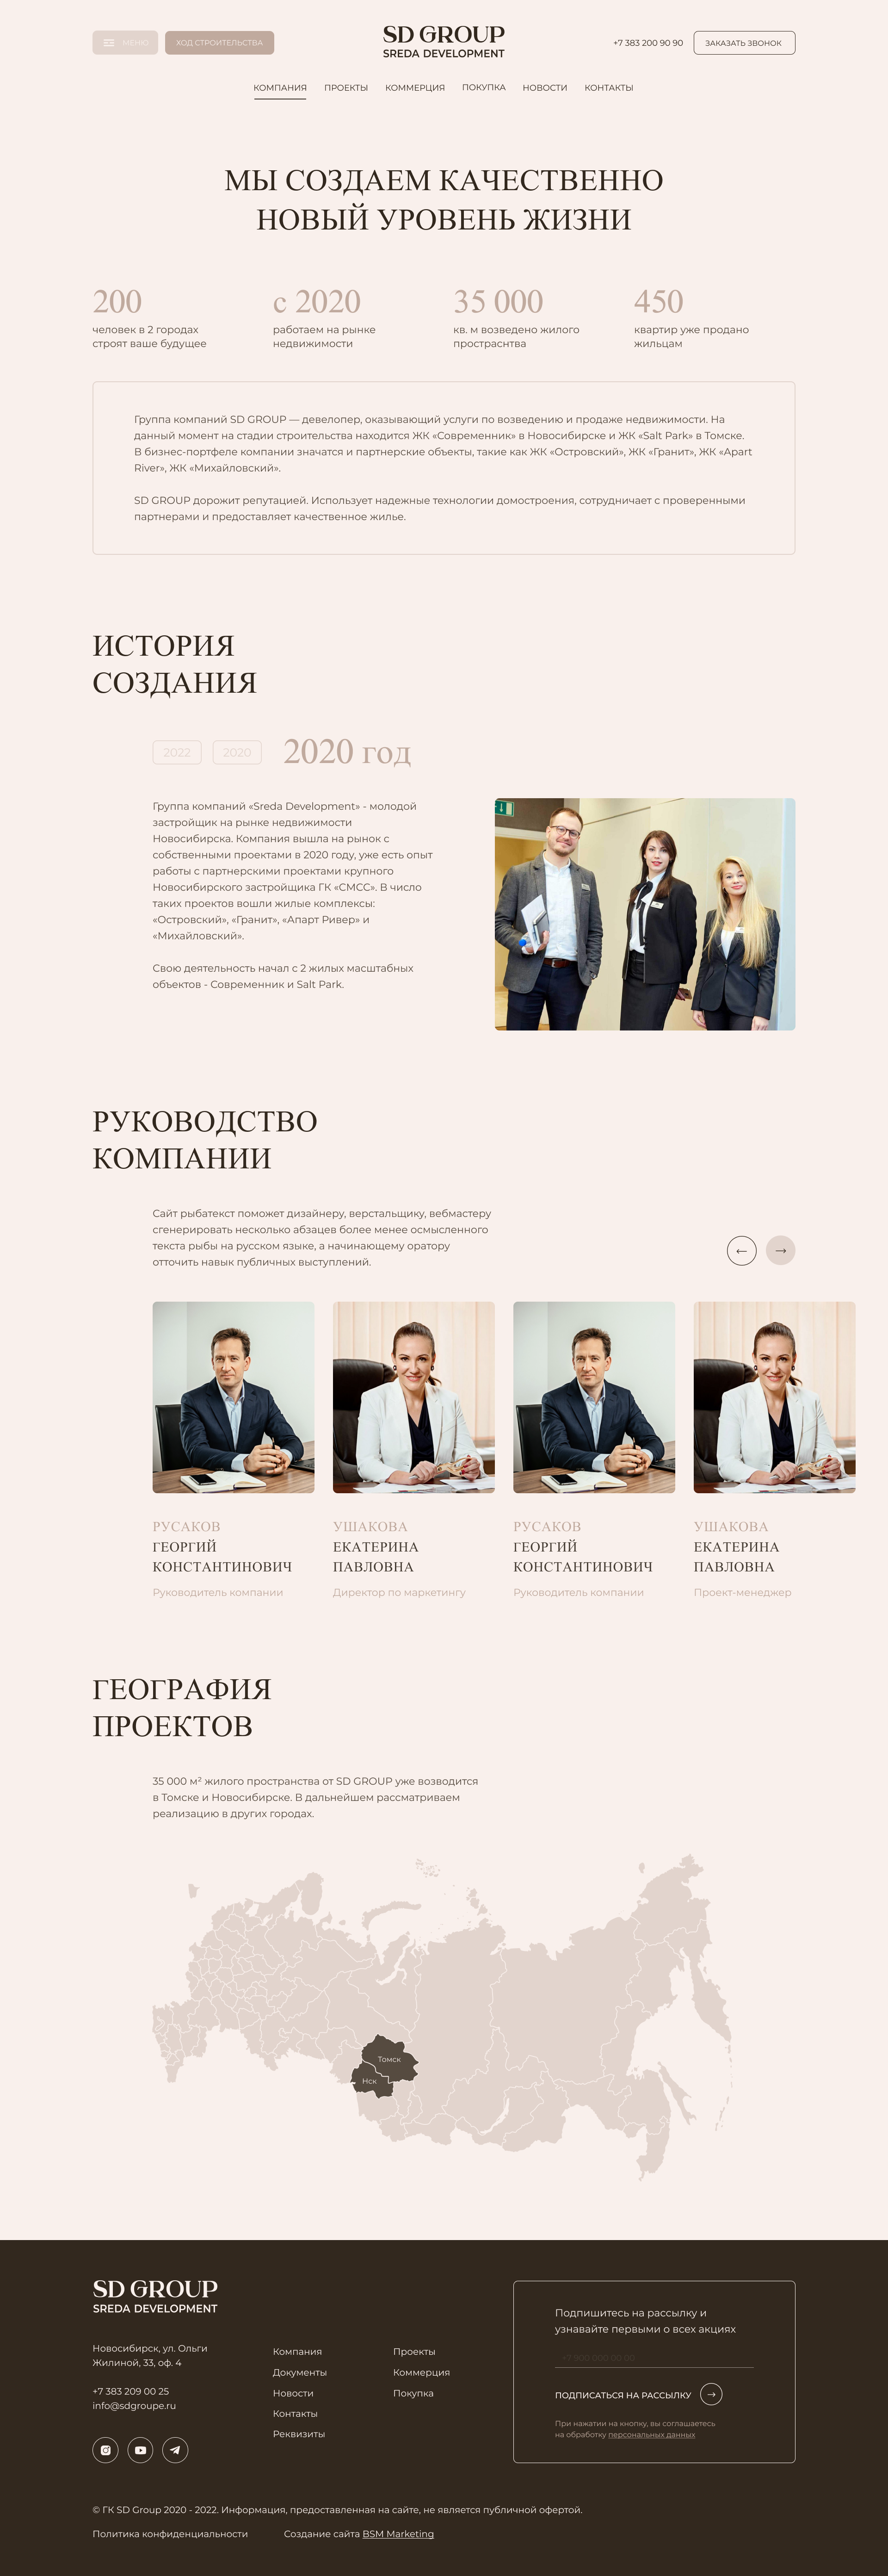 МЕНЮ
ХОД СТРОИТЕЛЬСТВА
SD GROUP
SREDA DEVELOPMENT
+7 383 200 90 90
ЗАКАЗАТЬ ЗВОНОК
КОМПАНИЯ
ПРОЕКТЫ
КОММЕРЦИЯ
ПОКУПКА
НОВОСТИ
КОНТАКТЫ
МЫ СОЗДАЕМ КАЧЕСТВЕННО
НОВЫЙ УРОВЕНЬ ЖИЗНИ
200
человек в 2 городах
строят ваше будущее
с 2020
работаем на рынке
недвижимости
35 000
кв. м возведено жилого
простраснтва
450
квартир уже продано
жильцам
Группа компаний SD GROUP — девелопер, оказывающий услуги по возведению и продаже недвижимости. На
данный момент на стадии строительства находится ЖК «Современник» в Новосибирске и ЖК «Salt Park» в Томске.
В бизнес-портфеле компании значатся и партнерские объекты, такие как ЖК «Островский», ЖК «Гранит», ЖК «Apart
River», ЖК «Михайловский».
SD GROUP дорожит репутацией. Использует надежные технологии домостроения, сотрудничает с проверенными
партнерами и предоставляет качественное жилье.
ИСТОРИЯ
СОЗДАНИЯ
2022
2020
2020 год
Группа компаний «Sreda Development» - молодой
застройщик на рынке недвижимости
Новосибирска. Компания вышла на рынок с
собственными проектами в 2020 году, уже есть опыт
работы с партнерскими проектами крупного
Новосибирского застройщика ГК «СМСС». В число
таких проектов вошли жилые комплексы:
«Островский», «Гранит», «Апарт Ривер» и
«Михайловский».
Свою деятельность начал с 2 жилых масштабных
объектов - Современник и Salt Park.
РУКОВОДСТВО
КОМПАНИИ
Сайт рыбатекст поможет дизайнеру, верстальщику, вебмастеру
сгенерировать несколько абзацев более менее осмысленного
текста рыбы на русском языке, а начинающему оратору
отточить навык публичных выступлений.
РУСАКОВ
ГЕОРГИЙ
КОНСТАНТИНОВИЧ
Руководитель компании
УШАКОВА
ЕКАТЕРИНА
ПАВЛОВНА
Директор по маркетингу
РУСАКОВ
ГЕОРГИЙ
КОНСТАНТИНОВИЧ
Руководитель компании
УШАКОВА
ЕКАТЕРИНА
ПАВЛОВНА
Проект-менеджер
ГЕОГРАФИЯ
ПРОЕКТОВ
35 000 м² жилого пространства от SD GROUP уже возводится
в Томске и Новосибирске. В дальнейшем рассматриваем
реализацию в других городах.
Томск
Нск
SD GROUP
SREDA DEVELOPMENT
Новосибирск, ул. Ольги
Жилиной, 33, оф. 4
+7 383 209 00 25
info@sdgroupe.ru
Компания
Документы
Новости
Контакты
Реквизиты
Проекты
Коммерция
Покупка
Подпишитесь на рассылку и
узнавайте первыми о всех акциях
+7 900 000 00 00
ПОДПИСАТЬСЯ НА РАССЫЛКУ
При нажатии на кнопку, вы соглашаетесь
на обработку персональных данных
© ГК SD Group 2020 - 2022. Информация, предоставленная на сайте, не является публичной офертой.
Политика конфиденциальности
Создание сайта BSM Marketing